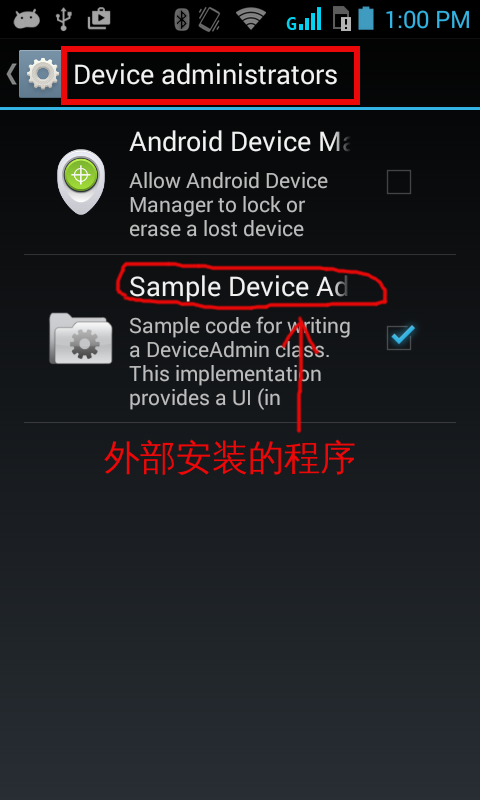 G 1:00 PM
Device administrators
Android Device Ma
Allow Android Device
Manager to lock or
erase a lost device
Sample Device Ad
Sample code for writing
a DeviceAdmin class.
This implementation
provides a UI (in
外部安装的程序